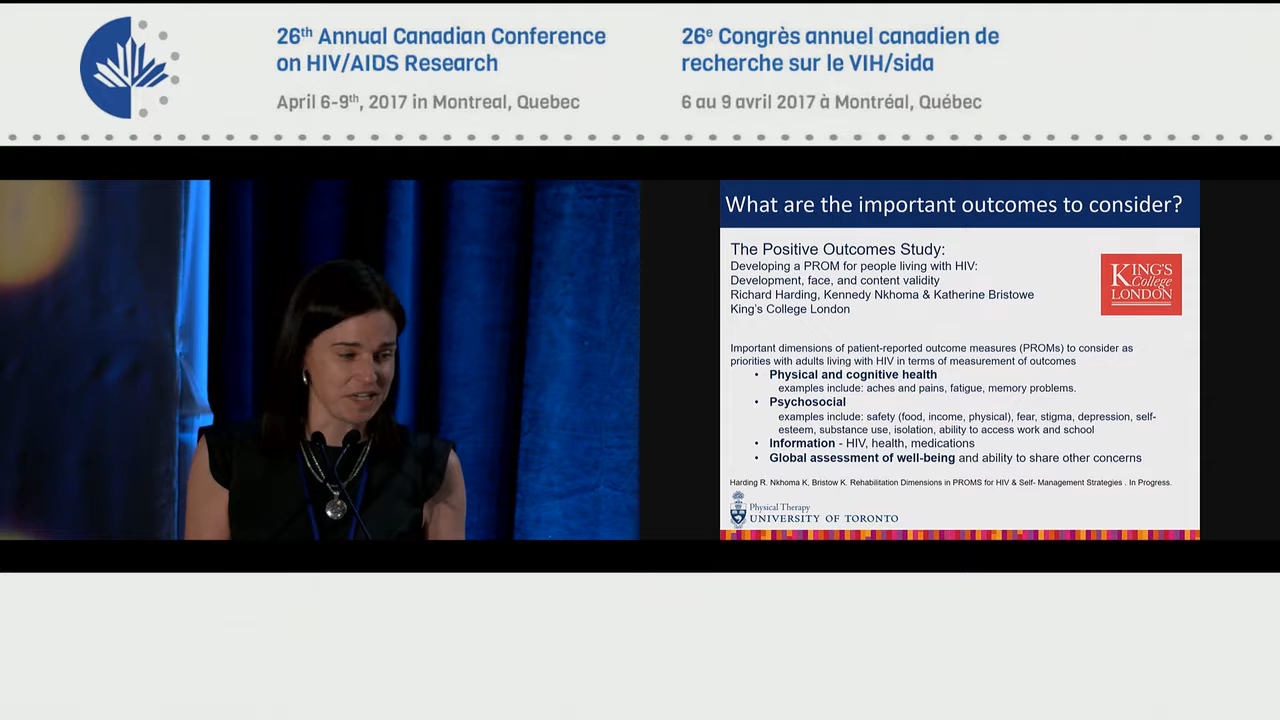 26th Annual Canadian Conference
on HIV/AIDS Research
April 6-9th, 2017 in Montreal, Quebec
26e Congrès annuel canadien de
recherche sur le VIH/sida
6 au 9 avril 2017 à Montréal, Québec
What are the important outcomes to consider?
The Positive Outcomes Study:
Developing a PROM for people living with HIV:
Development, face, and content validity
Richard Harding, Kennedy Nkhoma & Katherine Bristowe
King's College London
KING'S
College
LONDON
Important dimensions of patient-reported outcome measures (PROMs) to consider as
priorities with adults living with HIV in terms of measurement of outcomes
• Physical and cognitive health
examples include: aches and pains, fatigue, memory problems.
• Psychosocial
examples include: safety (food, income, physical), fear, stigma, depression, self-
esteem, substance use, isolation, ability to access work and school
• Information - HIV, health, medications
• Global assessment of well-being and ability to share other concerns
Harding R. Nkhoma K, Bristow K. Rehabilitation Dimensions in PROMS for HIV & Self- Management Strategies . In Progress.
Physical Therapy
UNIVERSITY OF TORONTO